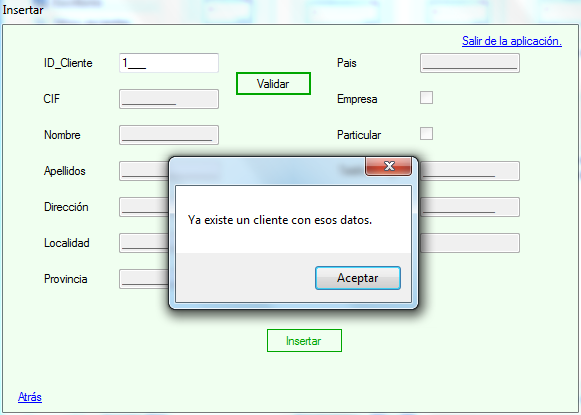 Insertar
Salir de la aplicación.
ID_Cliente 1___ País
Validar
CIF Empresa
Nombre Particular
Apellidos
Dirección
Localidad
Provincia
Ya existe un cliente con esos datos.
Aceptar
Insertar
Atrás